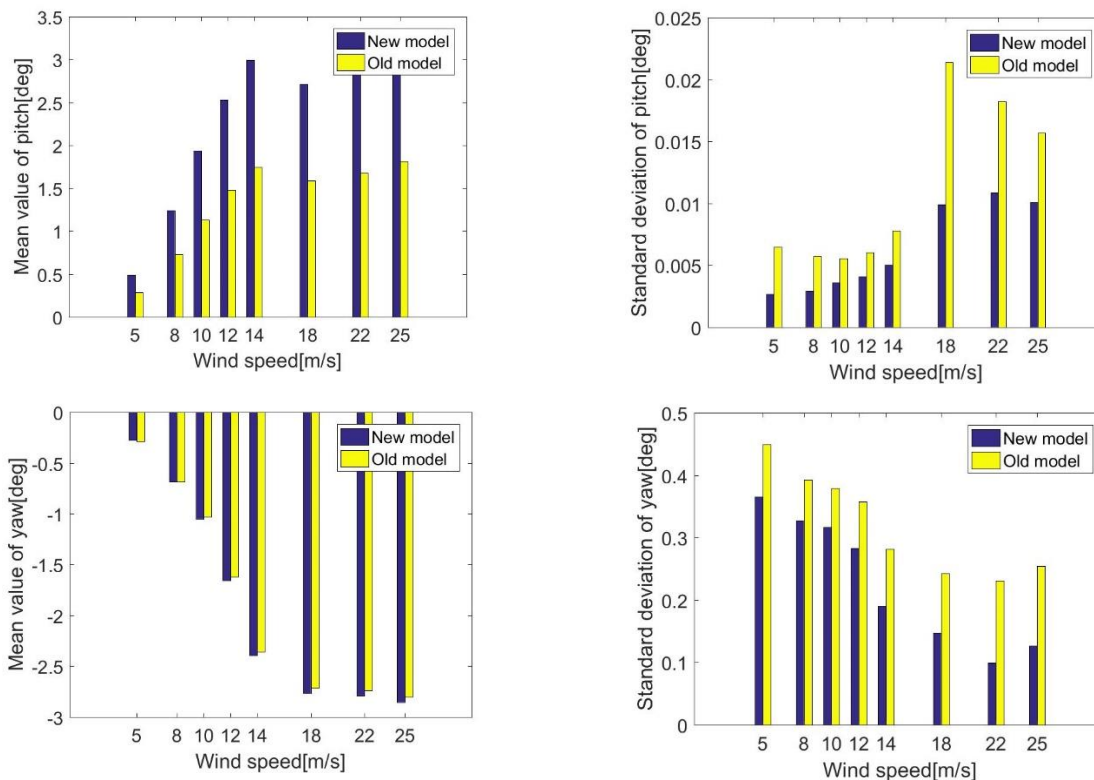 Mean value of pitch[deg]
3.5
3
2.5
2
1.5
1
0.5
0
New model
Old model
5 8 10 12 14 18 22 25
Wind speed[m/s]
Standard deviation of pitch[deg]
0.025
0.02
0.015
0.01
0.005
0
New model
Old model
5 8 10 12 14 18 22 25
Wind speed[m/s]
Mean value of yaw[deg]
0
-0.5
-1
-1.5
-2
-2.5
-3
New model
Old model
5 8 10 12 14 18 22 25
Wind speed[m/s]
Standard deviation of yaw[deg]
0.5
0.4
0.3
0.2
0.1
0
New model
Old model
5 8 10 12 14 18 22 25
Wind speed[m/s]